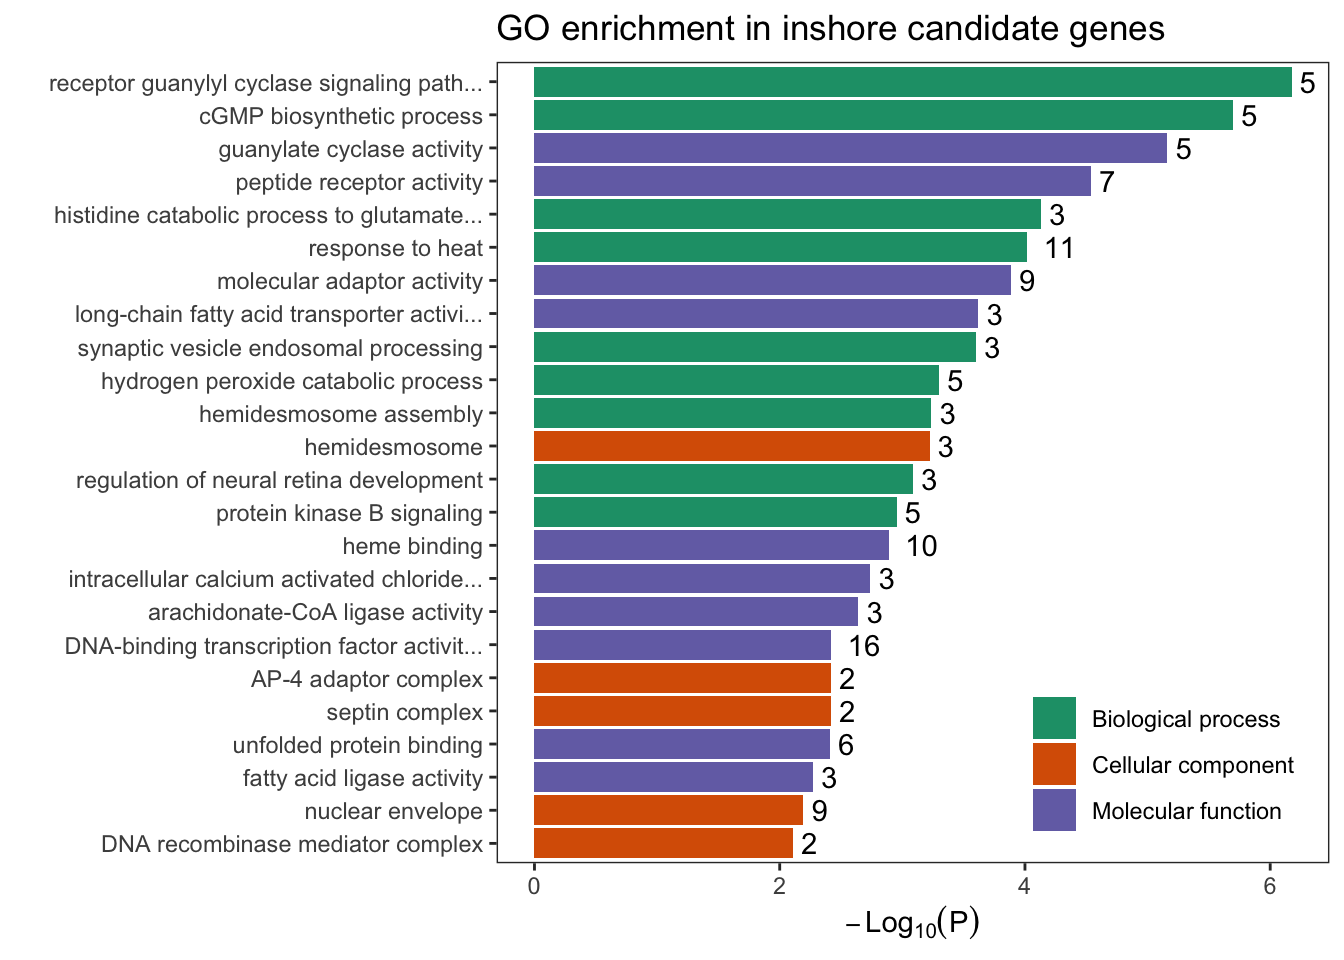 GO enrichment in inshore candidate genes
receptor guanylyl cyclase signaling path... 5
cGMP biosynthetic process 5
guanylate cyclase activity 5
peptide receptor activity 7
histidine catabolic process to glutamate... 3
response to heat 11
molecular adaptor activity 9
long-chain fatty acid transporter activi... 3
synaptic vesicle endosomal processing 3
hydrogen peroxide catabolic process 5
hemidesmosome assembly 3
hemidesmosome 3
regulation of neural retina development 3
protein kinase B signaling 5
heme binding 10
intracellular calcium activated chloride... 3
arachidonate-CoA ligase activity 3
DNA-binding transcription factor activit... 16
AP-4 adaptor complex 2
septin complex 2
unfolded protein binding 6
fatty acid ligase activity 3
nuclear envelope 9
DNA recombinase mediator complex 2
Biological process
Cellular component
Molecular function
0 2 4 6
−Log₁₀(P)